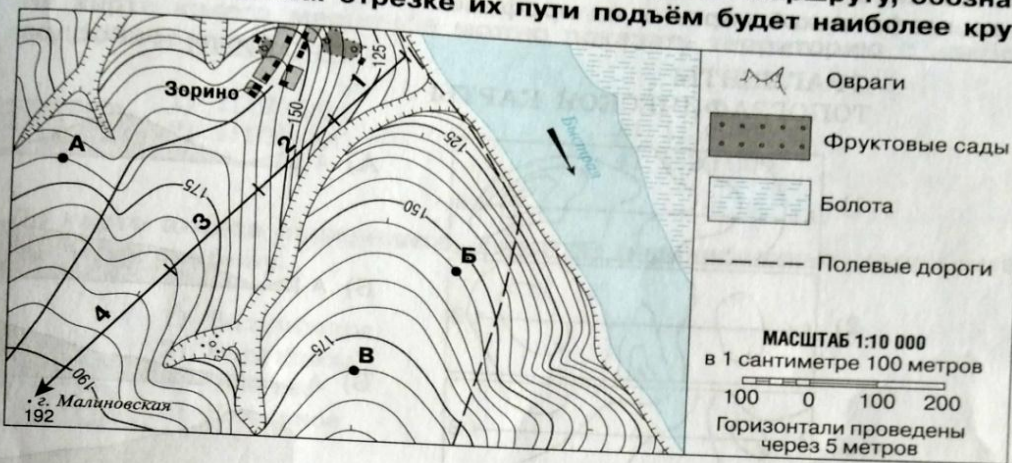 отрезке их пути подъём будет наиболее кру
Зорино
А
1
125
150
2
175
3
4
190
г. Малиновская
192
125
150
Б
175
В
Быстрая
Овраги
Фруктовые сады
Болота
Полевые дороги
МАСШТАБ 1:10 000
в 1 сантиметре 100 метров
100 0 100 200
Горизонтали проведены
через 5 метров